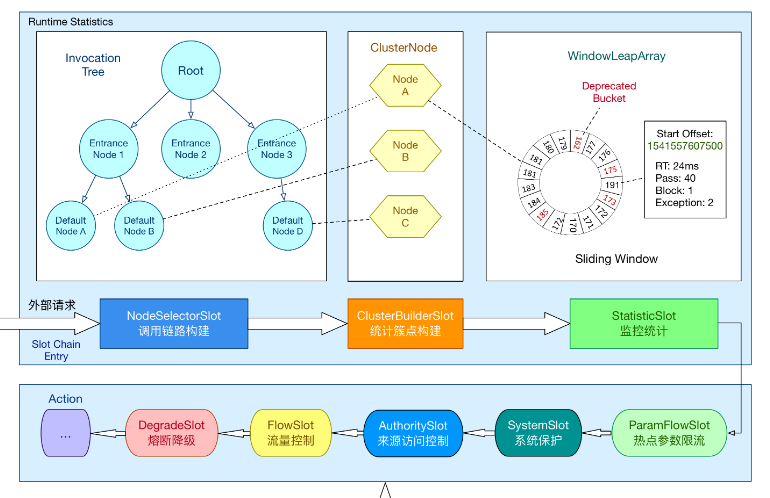 Runtime Statistics
Invocation
Tree
Root
Entrance
Node 1
Entrance
Node 2
Entrance
Node 3
Default
Node A
Default
Node B
Default
Node D
ClusterNode
Node
A
Node
B
Node
C
WindowLeapArray
Deprecated
Bucket
162
177
176
175
191
173
172
171
170
172
185
184
183
181
181
180
179
Start Offset:
1541557607500
RT: 24ms
Pass: 40
Block: 1
Exception: 2
Sliding Window
外部请求
Slot Chain
Entry
NodeSelectorSlot
调用链路构建
ClusterBuilderSlot
统计簇点构建
StatisticSlot
监控统计
Action
...
DegradeSlot
熔断降级
FlowSlot
流量控制
AuthoritySlot
来源访问控制
SystemSlot
系统保护
ParamFlowSlot
热点参数限流